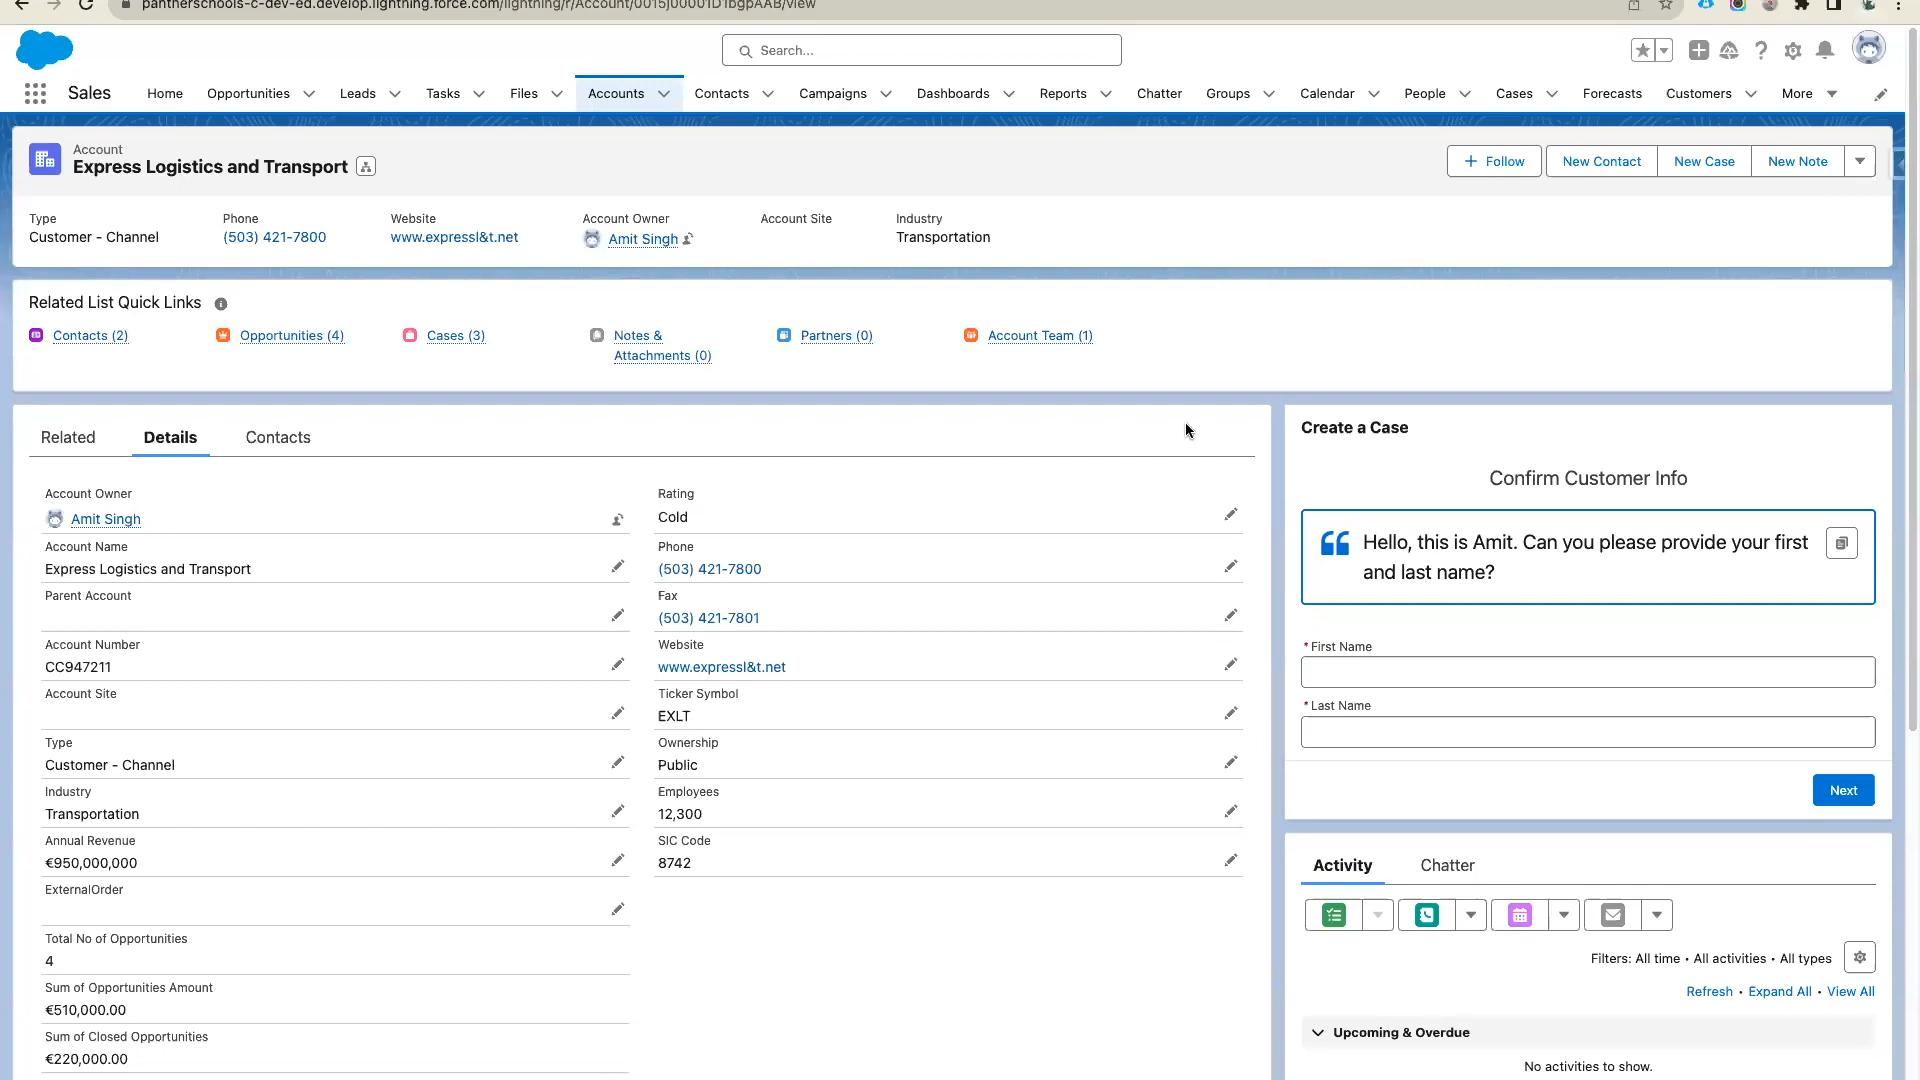 pantherschools-c-dev-ed.develop.lightning.force.com/lightning/r/Account/0015j00001D1bgpAAB/view
Search...
Sales
Home
Opportunities
Leads
Tasks
Files
Accounts
Contacts
Campaigns
Dashboards
Reports
Chatter
Groups
Calendar
People
Cases
Forecasts
Customers
More
Account
Express Logistics and Transport
Follow
New Contact
New Case
New Note
Type
Phone
Website
Account Owner
Account Site
Industry
Customer - Channel
(503) 421-7800
www.expressl&t.net
Amit Singh
Transportation
Related List Quick Links
Contacts (2)
Opportunities (4)
Cases (3)
Notes &
Attachments (0)
Partners (0)
Account Team (1)
Related
Details
Contacts
Account Owner
Amit Singh
Account Name
Express Logistics and Transport
Parent Account
Account Number
CC947211
Account Site
Type
Customer - Channel
Industry
Transportation
Annual Revenue
€950,000,000
ExternalOrder
Total No of Opportunities
4
Sum of Opportunities Amount
€510,000.00
Sum of Closed Opportunities
€220,000.00
Rating
Cold
Phone
(503) 421-7800
Fax
(503) 421-7801
Website
www.expressl&t.net
Ticker Symbol
EXLT
Ownership
Public
Employees
12,300
SIC Code
8742
Create a Case
Confirm Customer Info
Hello, this is Amit. Can you please provide your first
and last name?
* First Name
* Last Name
Next
Activity
Chatter
Filters: All time • All activities • All types
Refresh • Expand All • View All
Upcoming & Overdue
No activities to show.